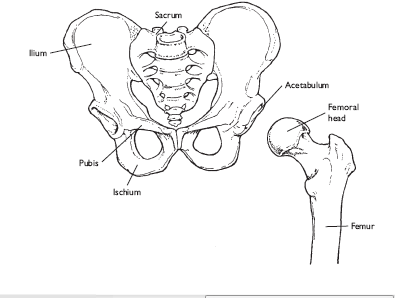 Sacrum
Ilium
Acetabulum
Femoral
head
Pubis
Ischium
Femur